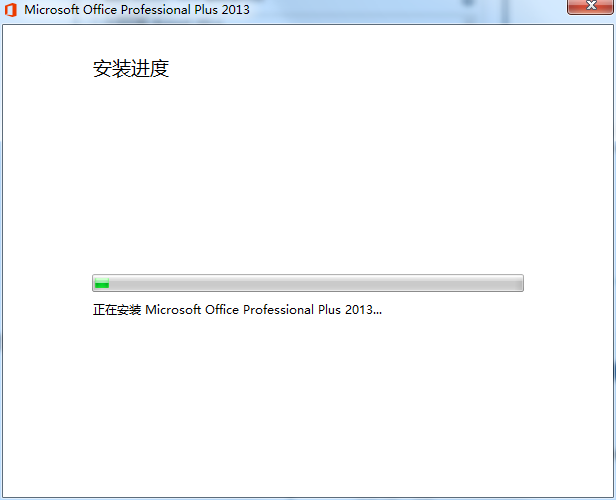 Microsoft Office Professional Plus 2013
安装进度
正在安装 Microsoft Office Professional Plus 2013...